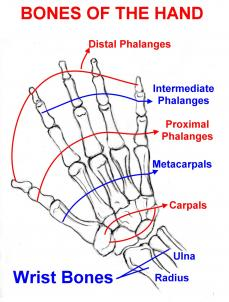 BONES OF THE HAND
Distal Phalanges
Intermediate
Phalanges
Proximal
Phalanges
Metacarpals
Carpals
Ulna
Wrist Bones
Radius